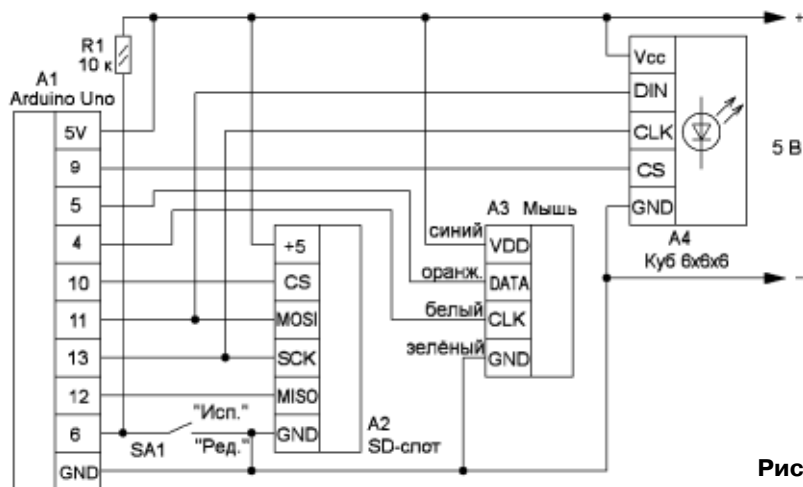 R1
10 к
A1
Arduino Uno
5V
9
5
4
10
11
13
12
6
GND
SA1
"Исп."
"Ред."
+5
CS
MOSI
SCK
MISO
GND
A2
SD-слот
A3 Мышь
синий
VDD
оранж.
DATA
белый
CLK
зелёный
GND
Vcc
DIN
CLK
CS
GND
A4
Куб 6х6х6
+
5 В
−
Рис